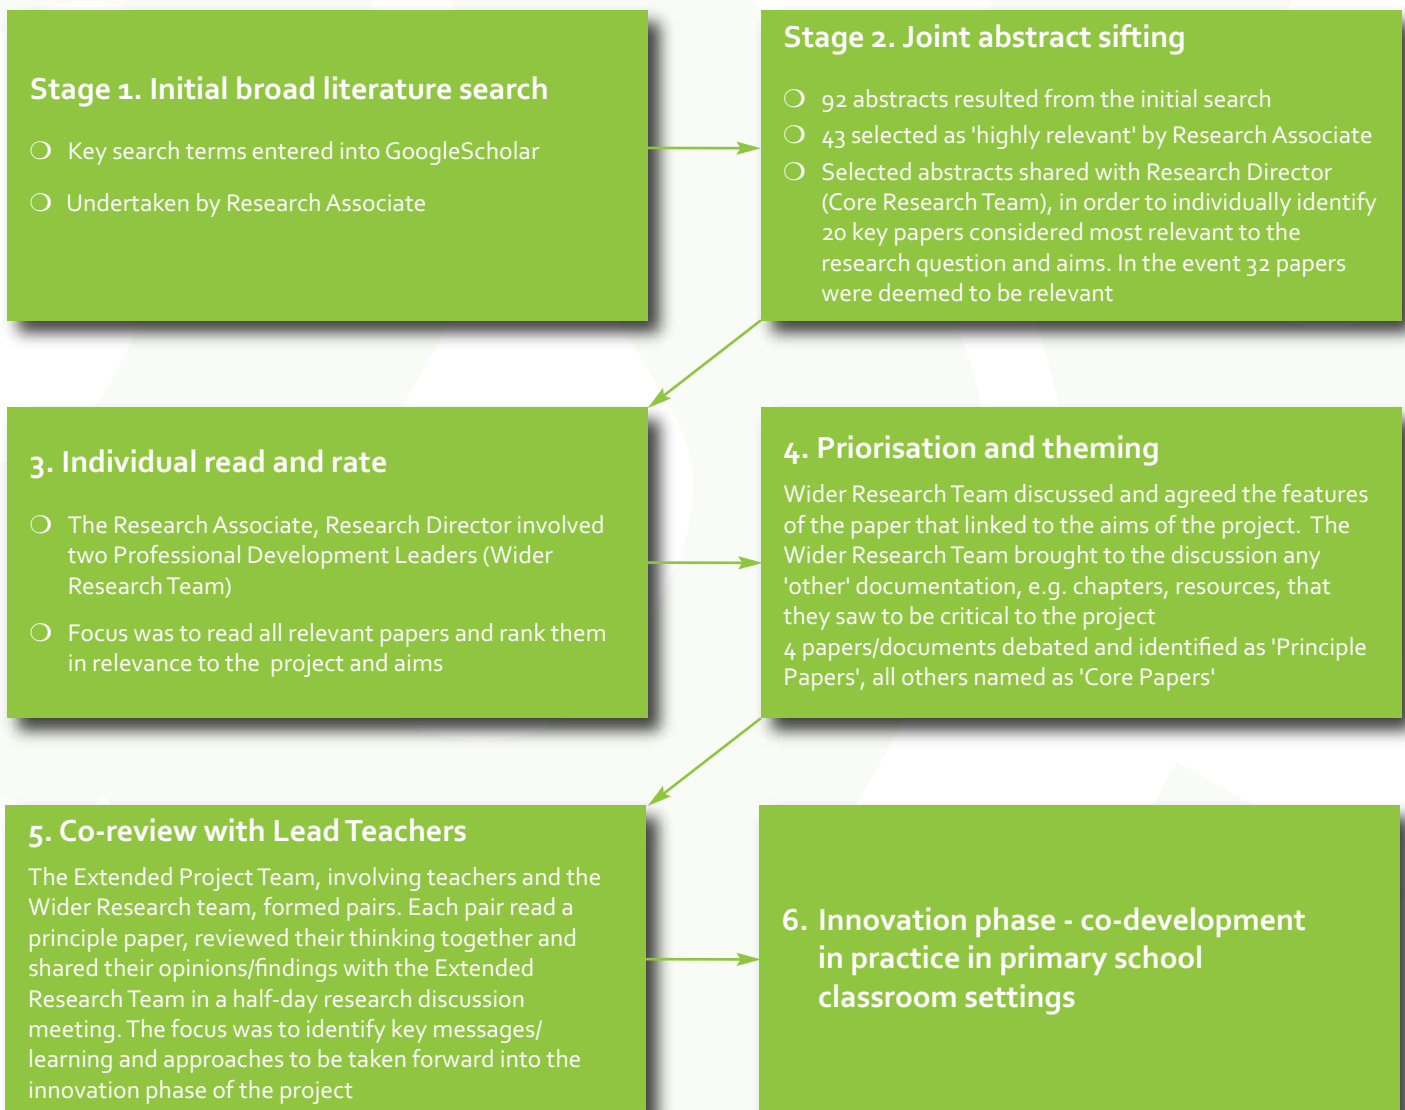 Stage 1. Initial broad literature search
❍ Key search terms entered into GoogleScholar
❍ Undertaken by Research Associate
Stage 2. Joint abstract sifting
❍ 92 abstracts resulted from the initial search
❍ 43 selected as 'highly relevant' by Research Associate
❍ Selected abstracts shared with Research Director
(Core Research Team), in order to individually identify
20 key papers considered most relevant to the
research question and aims. In the event 32 papers
were deemed to be relevant
3. Individual read and rate
❍ The Research Associate, Research Director involved
two Professional Development Leaders (Wider
Research Team)
❍ Focus was to read all relevant papers and rank them
in relevance to the project and aims
4. Priorisation and theming
Wider Research Team discussed and agreed the features
of the paper that linked to the aims of the project. The
Wider Research Team brought to the discussion any
'other' documentation, e.g. chapters, resources, that
they saw to be critical to the project
4 papers/documents debated and identified as 'Principle
Papers', all others named as 'Core Papers'
5. Co-review with Lead Teachers
The Extended Project Team, involving teachers and the
Wider Research team, formed pairs. Each pair read a
principle paper, reviewed their thinking together and
shared their opinions/findings with the Extended
Research Team in a half-day research discussion
meeting. The focus was to identify key messages/
learning and approaches to be taken forward into the
innovation phase of the project
6. Innovation phase - co-development
in practice in primary school
classroom settings